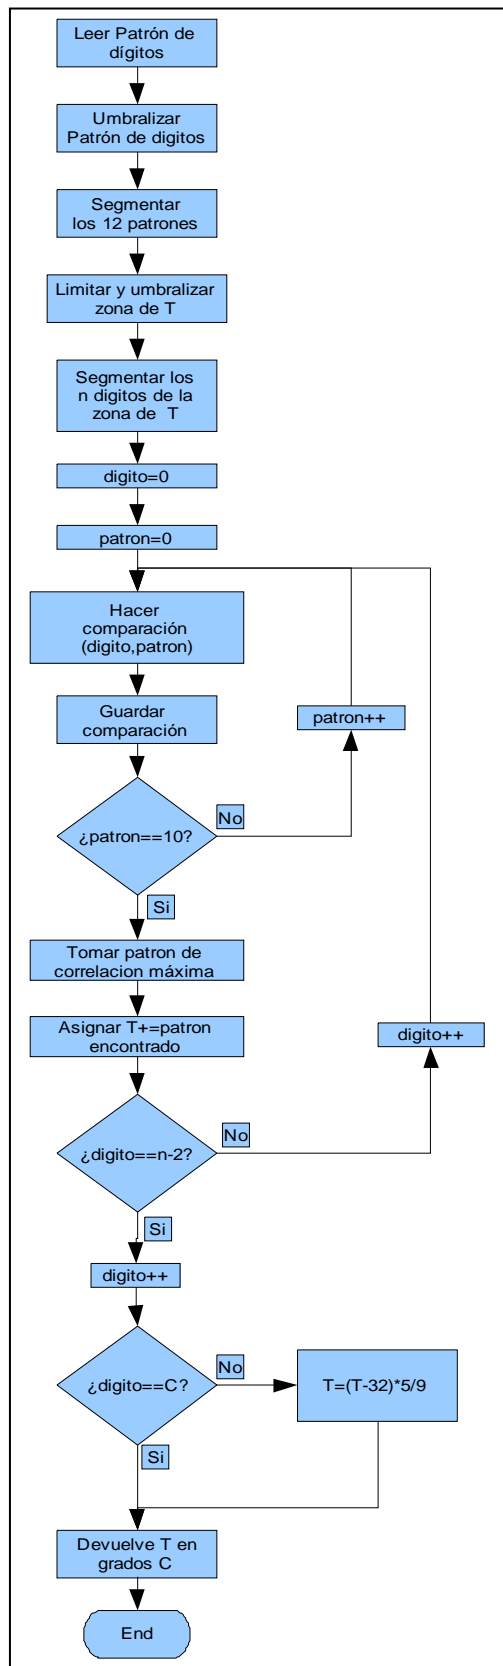 Leer Patrón de
dígitos
Umbralizar
Patrón de digitos
Segmentar
los 12 patrones
Limitar y umbralizar
zona de T
Segmentar los
n digitos de la
zona de T
digito=0
patron=0
Hacer
comparación
(digito,patron)
Guardar
comparación
patron++
¿patron==10?
No
Si
Tomar patron de
correlacion máxima
Asignar T+=patron
encontrado
digito++
¿digito==n-2?
No
Si
digito++
¿digito==C?
No
T=(T-32)*5/9
Si
Devuelve T en
grados C
End